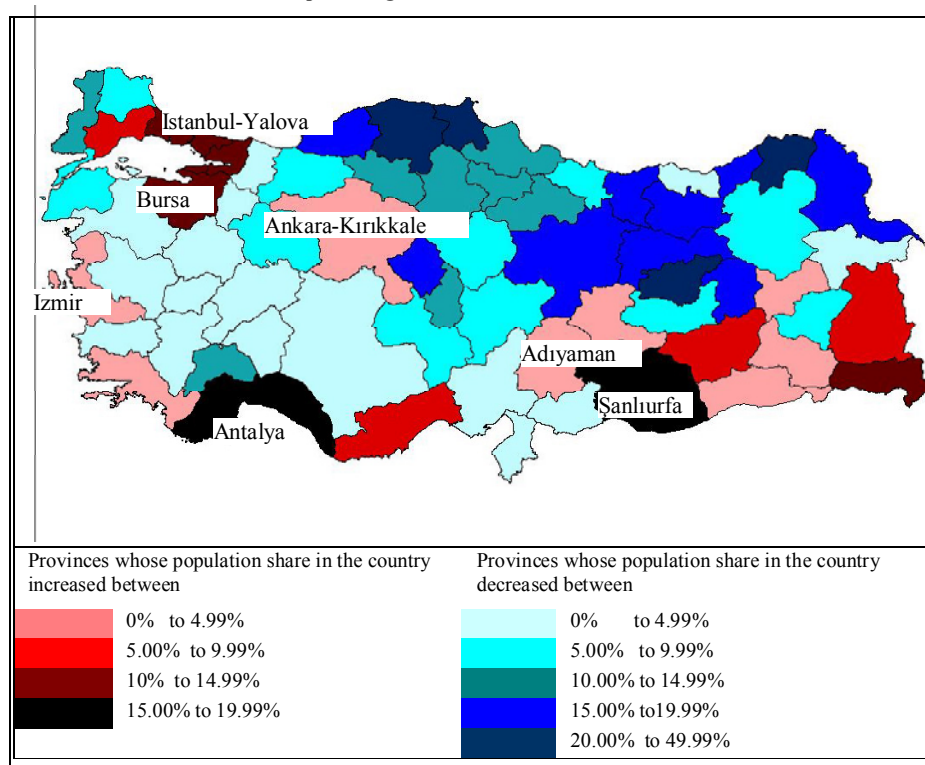 Istanbul-Yalova
Bursa
Ankara-Kırıkkale
Izmir
Adıyaman
Şanlıurfa
Antalya
Provinces whose population share in the country
increased between
0% to 4.99%
5.00% to 9.99%
10% to 14.99%
15.00% to 19.99%
Provinces whose population share in the country
decreased between
0% to 4.99%
5.00% to 9.99%
10.00% to 14.99%
15.00% to19.99%
20.00% to 49.99%